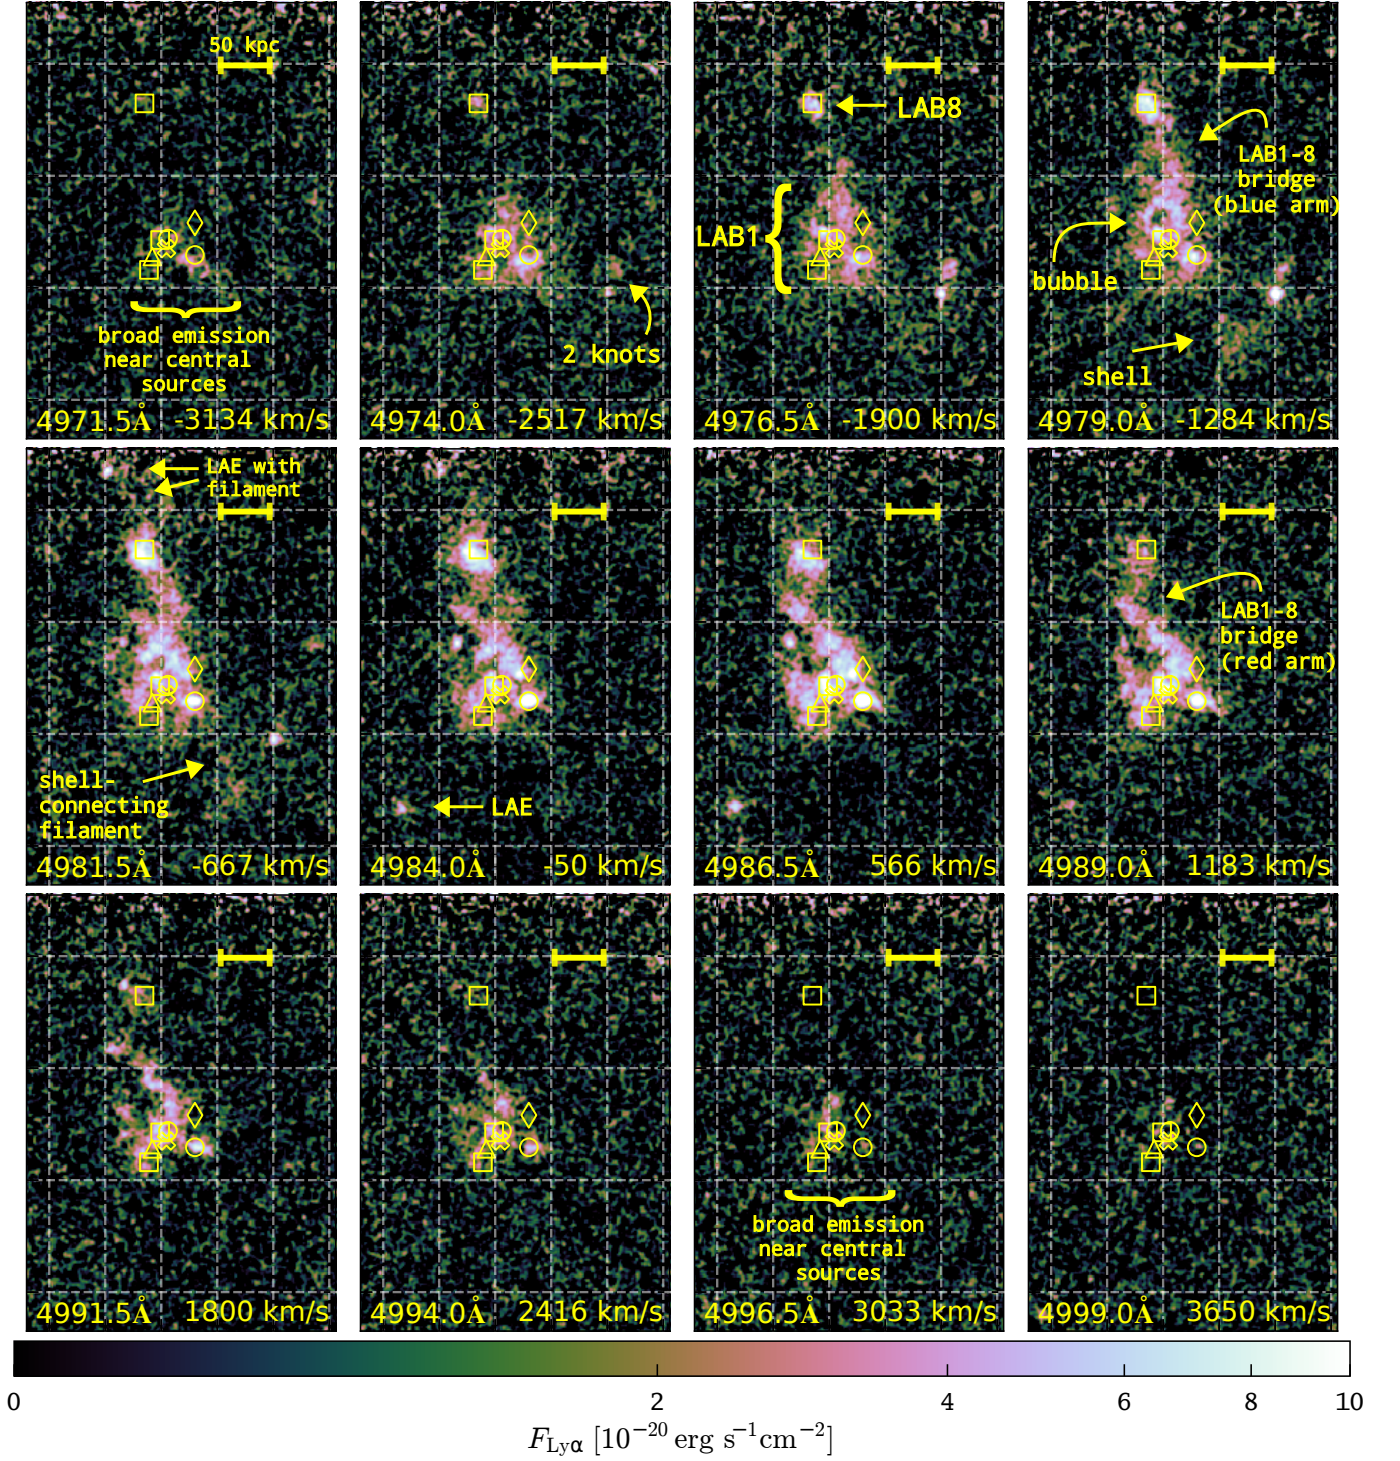 50 kpc
broad emission
near central
sources
4971.5Å -3134 km/s
2 knots
4974.0Å -2517 km/s
LAB8
LAB1
4976.5Å -1900 km/s
LAB1-8
bridge
(blue arm)
bubble
shell
4979.0Å -1284 km/s
LAE with
filament
shell-
connecting
filament
4981.5Å -667 km/s
LAE
4984.0Å -50 km/s
4986.5Å 566 km/s
LAB1-8
bridge
(red arm)
4989.0Å 1183 km/s
4991.5Å 1800 km/s
4994.0Å 2416 km/s
broad emission
near central
sources
4996.5Å 3033 km/s
4999.0Å 3650 km/s
0 2 4 6 8 10
F_Lyα [10⁻²⁰ erg s⁻¹cm⁻²]